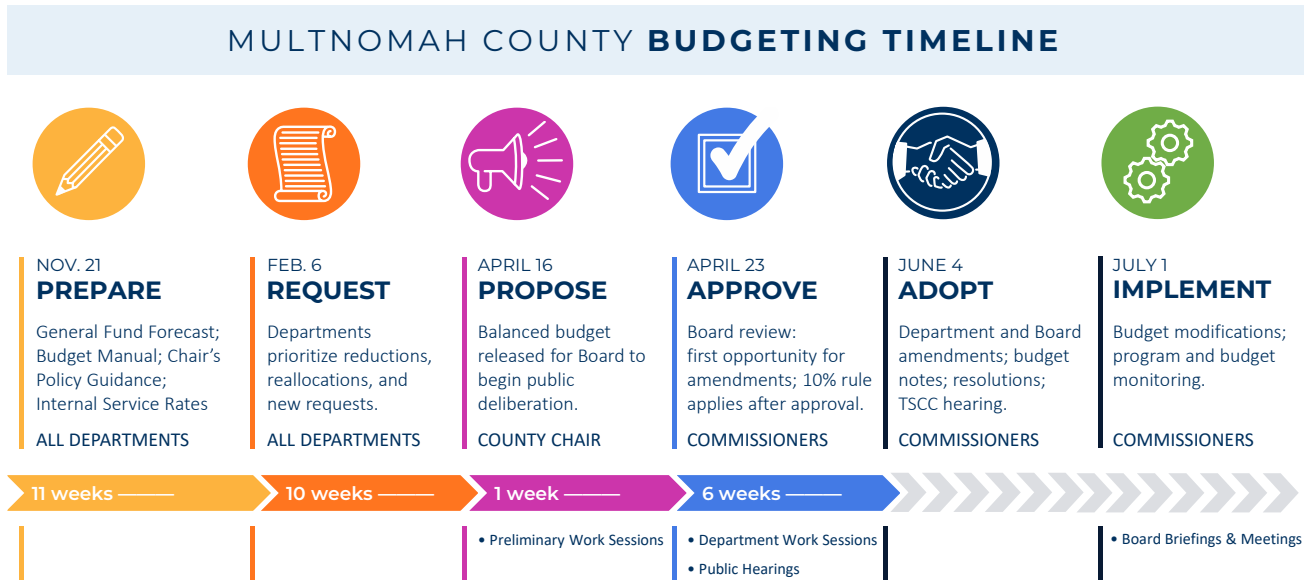 MULTNOMAH COUNTY BUDGETING TIMELINE
NOV. 21
PREPARE
General Fund Forecast;
Budget Manual; Chair’s
Policy Guidance;
Internal Service Rates
ALL DEPARTMENTS
FEB. 6
REQUEST
Departments
prioritize reductions,
reallocations, and
new requests.
ALL DEPARTMENTS
APRIL 16
PROPOSE
Balanced budget
released for Board to
begin public
deliberation.
COUNTY CHAIR
APRIL 23
APPROVE
Board review:
first opportunity for
amendments; 10% rule
applies after approval.
COMMISSIONERS
JUNE 4
ADOPT
Department and Board
amendments; budget
notes; resolutions;
TSCC hearing.
COMMISSIONERS
JULY 1
IMPLEMENT
Budget modifications;
program and budget
monitoring.
COMMISSIONERS
11 weeks
10 weeks
1 week
6 weeks
• Preliminary Work Sessions
• Department Work Sessions
• Public Hearings
• Board Briefings & Meetings